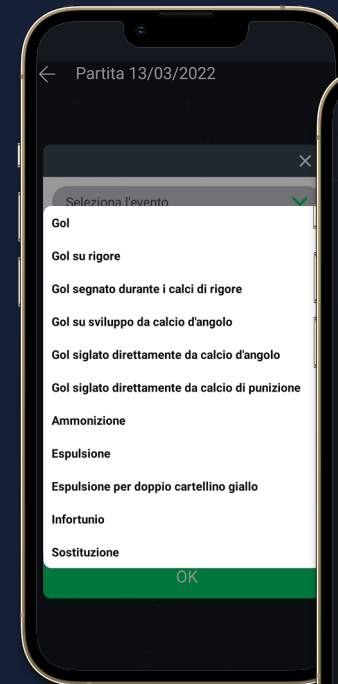 Partita 13/03/2022
Seleziona l'evento
Gol
Gol su rigore
Gol segnato durante i calci di rigore
Gol su sviluppo da calcio d'angolo
Gol siglato direttamente da calcio d'angolo
Gol siglato direttamente da calcio di punizione
Ammonizione
Espulsione
Espulsione per doppio cartellino giallo
Infortunio
Sostituzione
OK